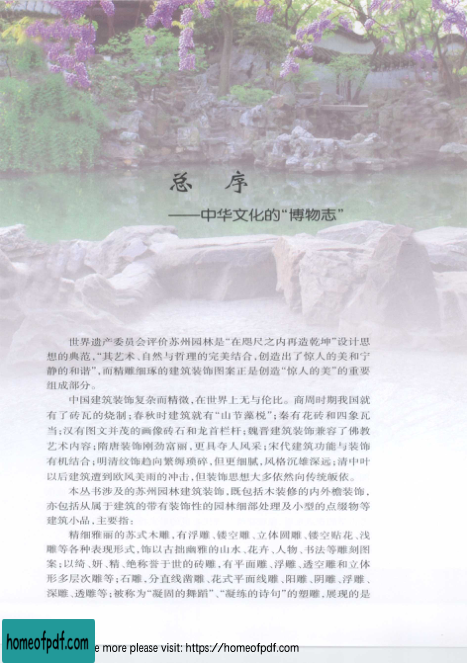 总 序
——中华文化的“博物志”
世界遗产委员会评价苏州园林是“在咫尺之内再造乾坤”设计思
想的典范，“其艺术、自然与哲理的完美结合，创造出了惊人的美和宁
静的和谐”，而精雕细琢的建筑装饰图案正是创造“惊人的美”的重要
组成部分。
中国建筑装饰复杂而精微，在世界上无与伦比。商周时期我国就
有了砖瓦的烧制；春秋时建筑就有“山节藻梲”；秦有花砖和四象瓦
当；汉有图文并茂的画像砖石和龙首栏杆；魏晋建筑装饰兼容了佛教
艺术内容；隋唐装饰刚劲富丽，更具夺人风采；宋代建筑功能与装饰
有机结合；明清纹饰趋向繁缛琐碎，但更细腻，风格沉雄深远；清中叶
以后建筑遭到欧风美雨的冲击，但装饰思想大多依然向传统皈依。
本丛书涉及的苏州园林建筑装饰，既包括木装修的内外檐装饰，
亦包括从属于建筑的带有装饰性的园林细部处理及小型的点缀物等
建筑小品，主要指：
精细雅丽的苏式木雕，有浮雕、镂空雕、立体圆雕、镂空贴花、浅
雕等各种表现形式，饰以古拙幽雅的山水、花卉、人物、书法等雕刻图
案；以绮、妍、精、绝称誉于世的砖雕，有平面雕、浮雕、透空雕和立体
形多层次雕等；石雕，分直线凿雕、花式平面线雕、阳雕、阴雕、浮雕、
深雕、透雕等；被称为“凝固的舞蹈”、“凝练的诗句”的塑雕，展现的是
homeofpdf.com
e more please visit: https://homeofpdf.com